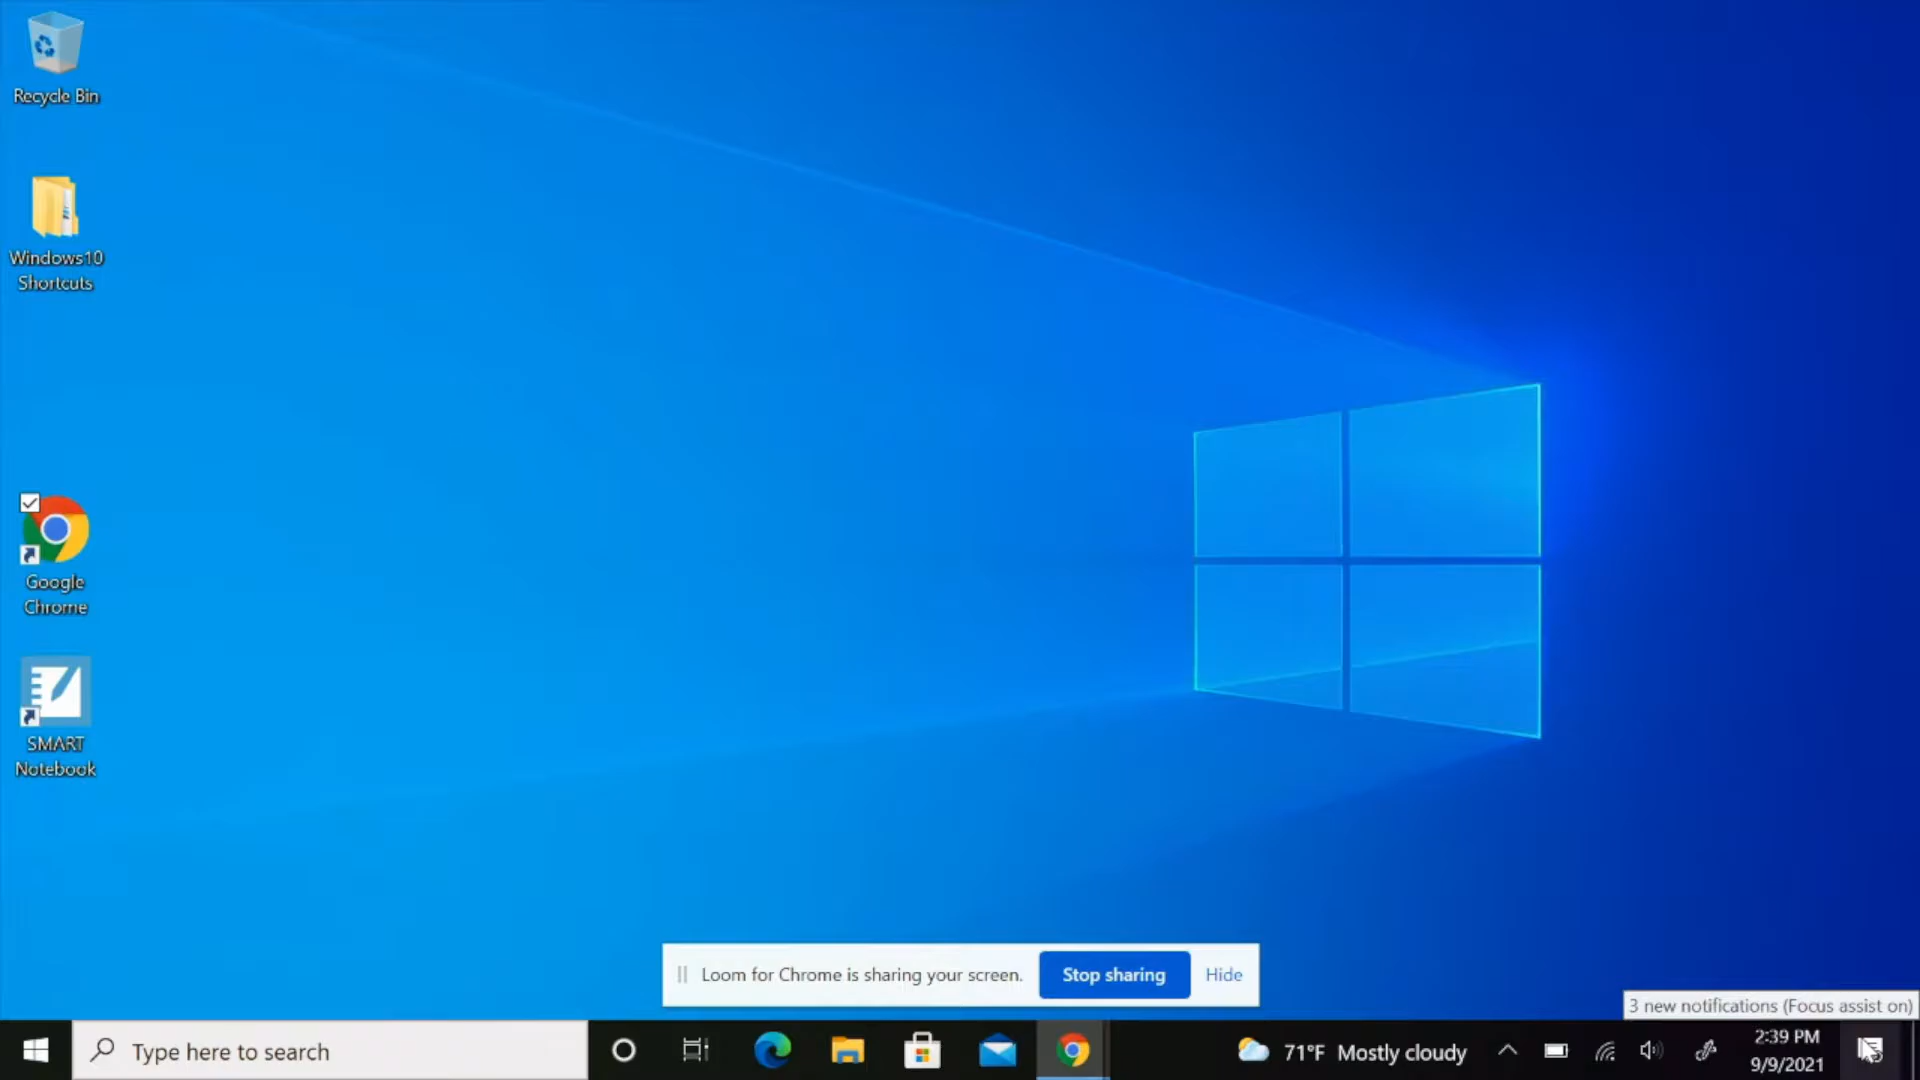 Recycle Bin
Windows10
Shortcuts
Google
Chrome
SMART
Notebook
Loom for Chrome is sharing your screen.
Stop sharing
Hide
3 new notifications (Focus assist on)
Type here to search
71°F Mostly cloudy
2:39 PM
9/9/2021